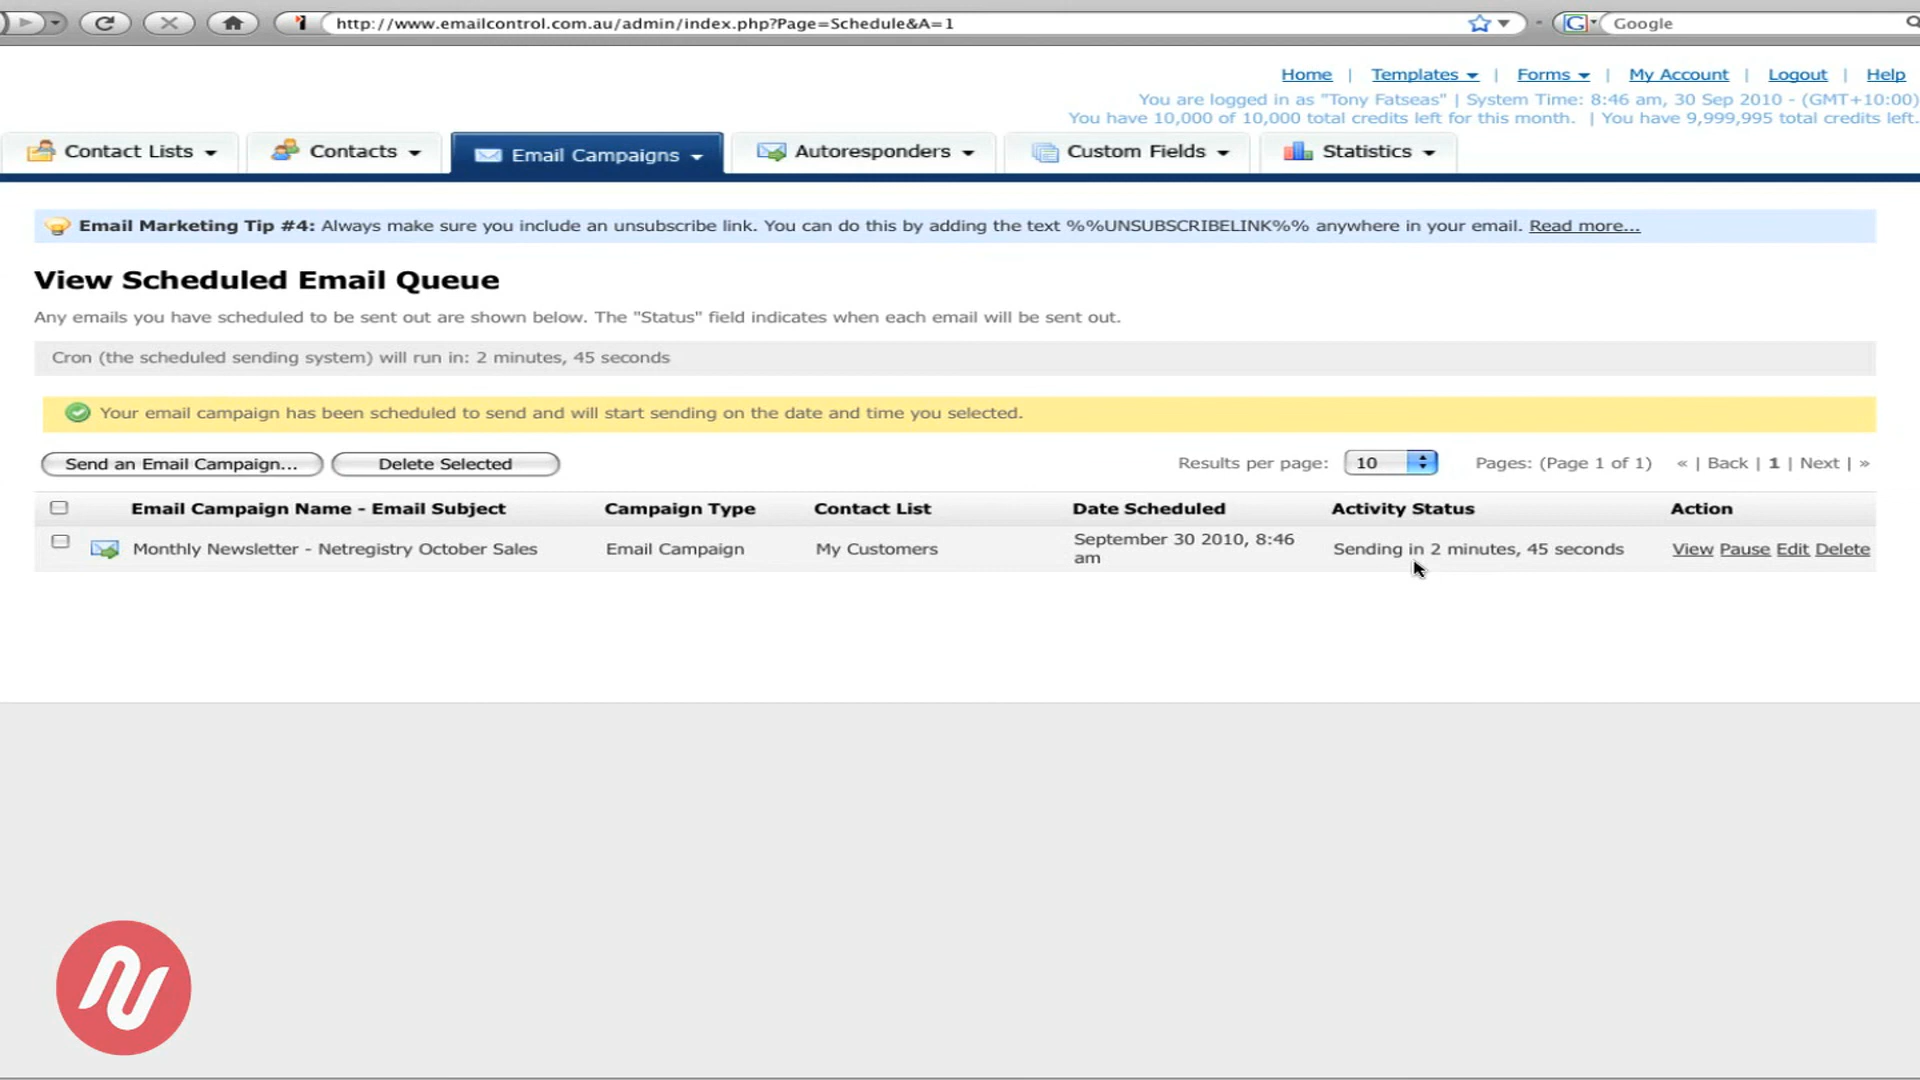 http://www.emailcontrol.com.au/admin/index.php?Page=Schedule&A=1
Google
Home | Templates | Forms | My Account | Logout | Help
You are logged in as "Tony Fatseas" | System Time: 8:46 am, 30 Sep 2010 - (GMT+10:00)
You have 10,000 of 10,000 total credits left for this month. | You have 9,999,995 total credits left.
Contact Lists Contacts Email Campaigns Autoresponders Custom Fields Statistics
Email Marketing Tip #4: Always make sure you include an unsubscribe link. You can do this by adding the text %%UNSUBSCRIBELINK%% anywhere in your email. Read more...
View Scheduled Email Queue
Any emails you have scheduled to be sent out are shown below. The "Status" field indicates when each email will be sent out.
Cron (the scheduled sending system) will run in: 2 minutes, 45 seconds
Your email campaign has been scheduled to send and will start sending on the date and time you selected.
Send an Email Campaign... Delete Selected Results per page: 10 Pages: (Page 1 of 1) « | Back | 1 | Next | »
Email Campaign Name - Email Subject Campaign Type Contact List Date Scheduled Activity Status Action
Monthly Newsletter - Netregistry October Sales Email Campaign My Customers September 30 2010, 8:46 Sending in 2 minutes, 45 seconds View Pause Edit Delete
am